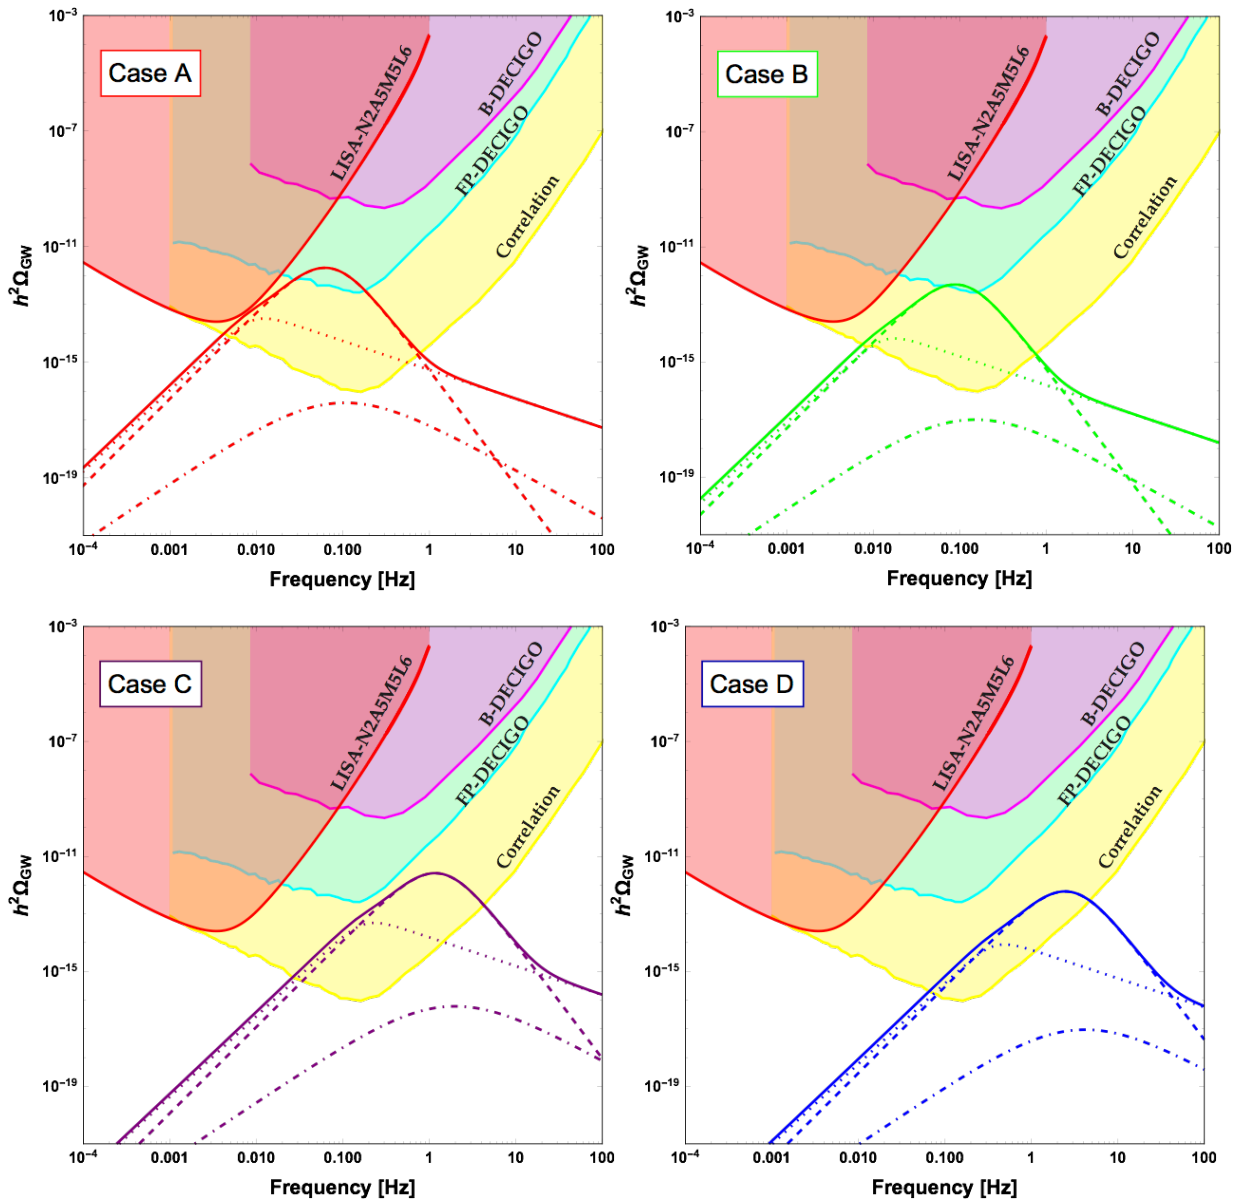 Case A
10⁻³
10⁻⁷
10⁻¹¹
10⁻¹⁵
10⁻¹⁹
h²Ω_GW
LISA-N2A5M5L6
B-DECIGO
FP-DECIGO
Correlation
10⁻⁴ 0.001 0.010 0.100 1 10 100
Frequency [Hz]
Case B
10⁻³
10⁻⁷
10⁻¹¹
10⁻¹⁵
10⁻¹⁹
h²Ω_GW
LISA-N2A5M5L6
B-DECIGO
FP-DECIGO
Correlation
10⁻⁴ 0.001 0.010 0.100 1 10 100
Frequency [Hz]
Case C
10⁻³
10⁻⁷
10⁻¹¹
10⁻¹⁵
10⁻¹⁹
h²Ω_GW
LISA-N2A5M5L6
B-DECIGO
FP-DECIGO
Correlation
10⁻⁴ 0.001 0.010 0.100 1 10 100
Frequency [Hz]
Case D
10⁻³
10⁻⁷
10⁻¹¹
10⁻¹⁵
10⁻¹⁹
h²Ω_GW
LISA-N2A5M5L6
B-DECIGO
FP-DECIGO
Correlation
10⁻⁴ 0.001 0.010 0.100 1 10 100
Frequency [Hz]